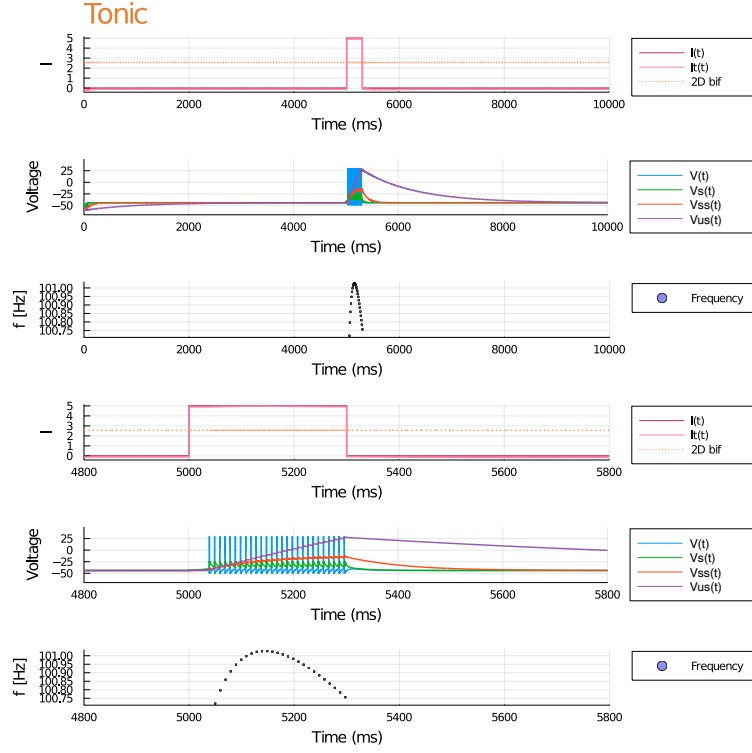 Tonic
I
5
4
3
2
1
0
0 2000 4000 6000 8000 10000
Time (ms)
I(t)
It(t)
2D bif
Voltage
25
0
−25
−50
0 2000 4000 6000 8000 10000
Time (ms)
V(t)
Vs(t)
Vss(t)
Vus(t)
f [Hz]
101.00
100.95
100.90
100.85
100.80
100.75
0 2000 4000 6000 8000 10000
Time (ms)
Frequency
I
5
4
3
2
1
0
4800 5000 5200 5400 5600 5800
Time (ms)
I(t)
It(t)
2D bif
Voltage
25
0
−25
−50
4800 5000 5200 5400 5600 5800
Time (ms)
V(t)
Vs(t)
Vss(t)
Vus(t)
f [Hz]
101.00
100.95
100.90
100.85
100.80
100.75
4800 5000 5200 5400 5600 5800
Time (ms)
Frequency